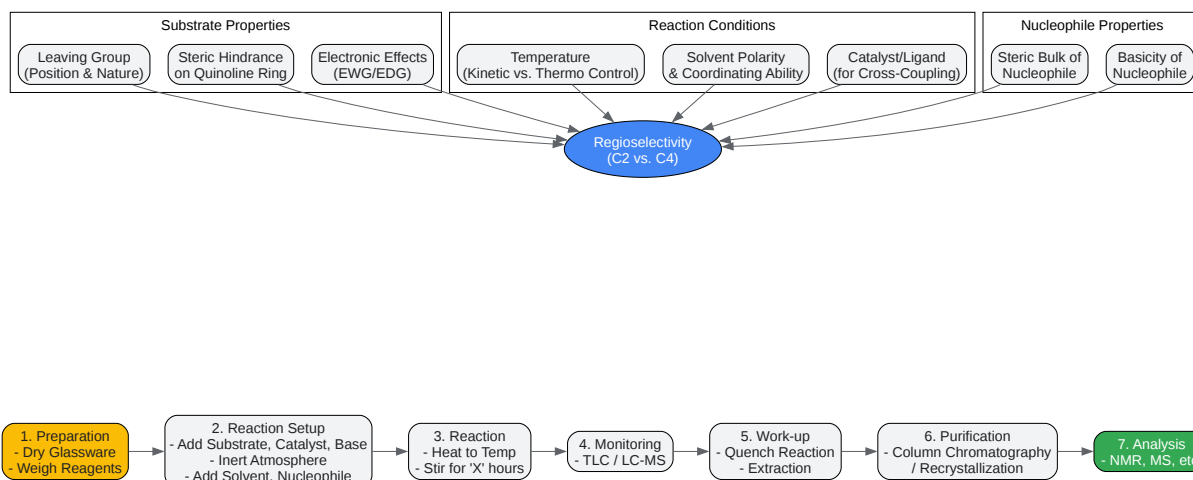 Substrate Properties
Reaction Conditions
Nucleophile Properties
Leaving Group
(Position & Nature)
Steric Hindrance
on Quinoline Ring
Electronic Effects
(EWG/EDG)
Temperature
(Kinetic vs. Thermo Control)
Solvent Polarity
& Coordinating Ability
Catalyst/Ligand
(for Cross-Coupling)
Steric Bulk of
Nucleophile
Basicity of
Nucleophile
Regioselectivity
(C2 vs. C4)
1. Preparation
- Dry Glassware
- Weigh Reagents
2. Reaction Setup
- Add Substrate, Catalyst, Base
- Inert Atmosphere
- Add Solvent, Nucleophile
3. Reaction
- Heat to Temp
- Stir for 'X' hours
4. Monitoring
- TLC / LC-MS
5. Work-up
- Quench Reaction
- Extraction
6. Purification
- Column Chromatography
/ Recrystallization
7. Analysis
- NMR, MS, etc